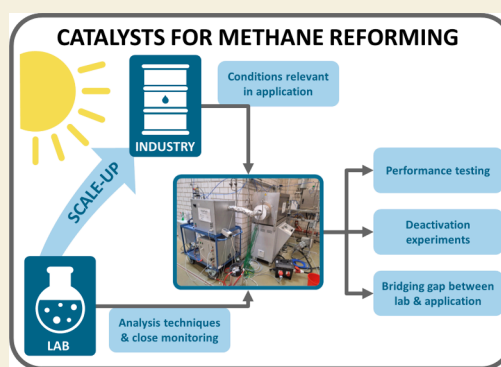 CATALYSTS FOR METHANE REFORMING
Conditions relevant
in application
INDUSTRY
SCALE-UP
LAB
Analysis techniques
& close monitoring
Performance testing
Deactivation
experiments
Bridging gap between
lab & application